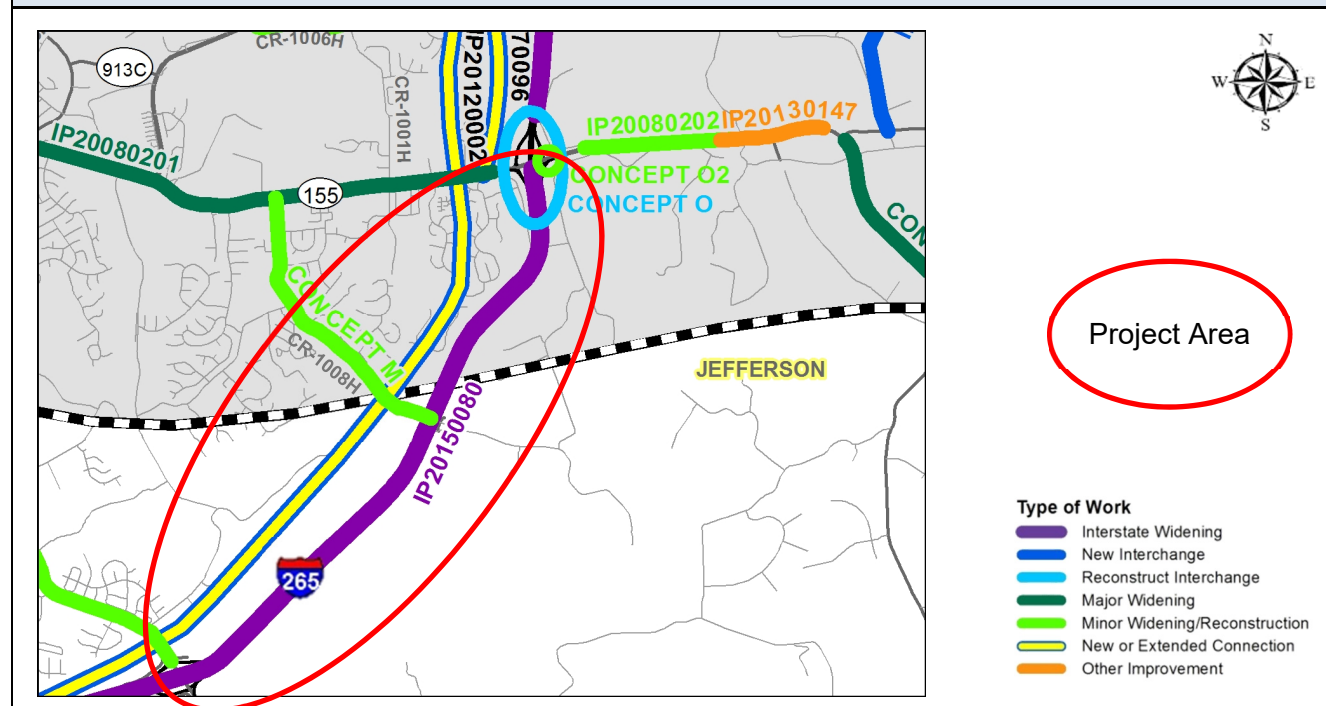 CR-1006H
913C
CR-1001H
IP20120002
70096
IP20080202
IP20130147
IP20080201
155
CONCEPT O2
CONCEPT O
CON
CONCEPT M
CR-1008H
JEFFERSON
IP20150080
265
N
W
E
S
Project Area
Type of Work
Interstate Widening
New Interchange
Reconstruct Interchange
Major Widening
Minor Widening/Reconstruction
New or Extended Connection
Other Improvement